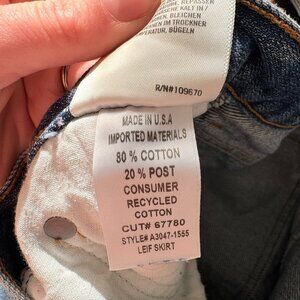 REPASSER
KALT IN /
BLEICHEN
IM TROCKNER
BÜGELN
R/N#109670
MADE IN U.S.A
IMPORTED MATERIALS
80 % COTTON
20 % POST
CONSUMER
RECYCLED
COTTON
CUT# 67780
STYLE# A3047-1555
LEIF SKIRT